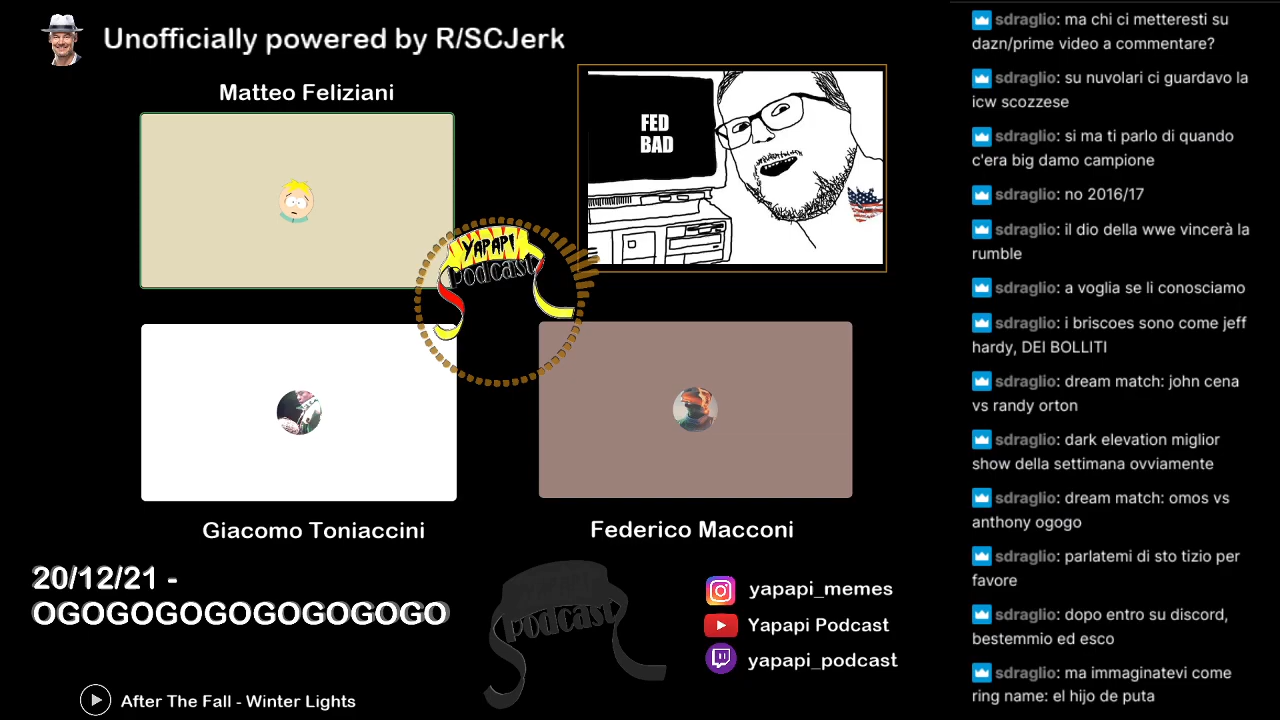 Unofficially powered by R/SCJerk
Matteo Feliziani
FED
BAD
YAPAPI
Podcast
Giacomo Toniaccini
Federico Macconi
20/12/21 -
OGOGOGOGOGOGOGOGO
Podcast
yapapi_memes
Yapapi Podcast
yapapi_podcast
After The Fall - Winter Lights
sdraglio: ma chi ci metteresti su
dazn/prime video a commentare?
sdraglio: su nuvolari ci guardavo la
icw scozzese
sdraglio: si ma ti parlo di quando
c'era big damo campione
sdraglio: no 2016/17
sdraglio: il dio della wwe vincerà la
rumble
sdraglio: a voglia se li conosciamo
sdraglio: i briscoes sono come jeff
hardy, DEI BOLLITI
sdraglio: dream match: john cena
vs randy orton
sdraglio: dark elevation miglior
show della settimana ovviamente
sdraglio: dream match: omos vs
anthony ogogo
sdraglio: parlatemi di sto tizio per
favore
sdraglio: dopo entro su discord,
bestemmio ed esco
sdraglio: ma immaginatevi come
ring name: el hijo de puta